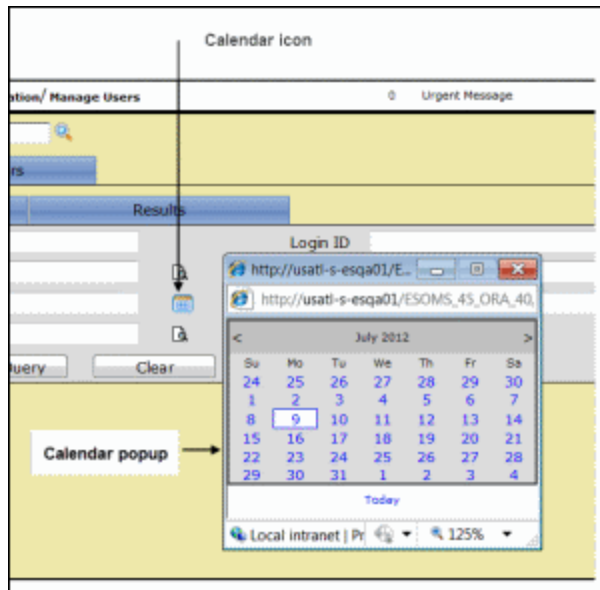 Calendar icon
ation/ Manage Users
0 Urgent Message
rs
Results
Login ID
http://usatl-s-esqa01/E...
http://usatl-s-esqa01/ESOMS_45_ORA_40,
< July 2012 >
Su Mo Tu We Th Fr Sa
24 25 26 27 28 29 30
1 2 3 4 5 6 7
8 9 10 11 12 13 14
15 16 17 18 19 20 21
22 23 24 25 26 27 28
29 30 31 1 2 3 4
Today
uery Clear
Calendar popup
Local intranet | Pr 125%